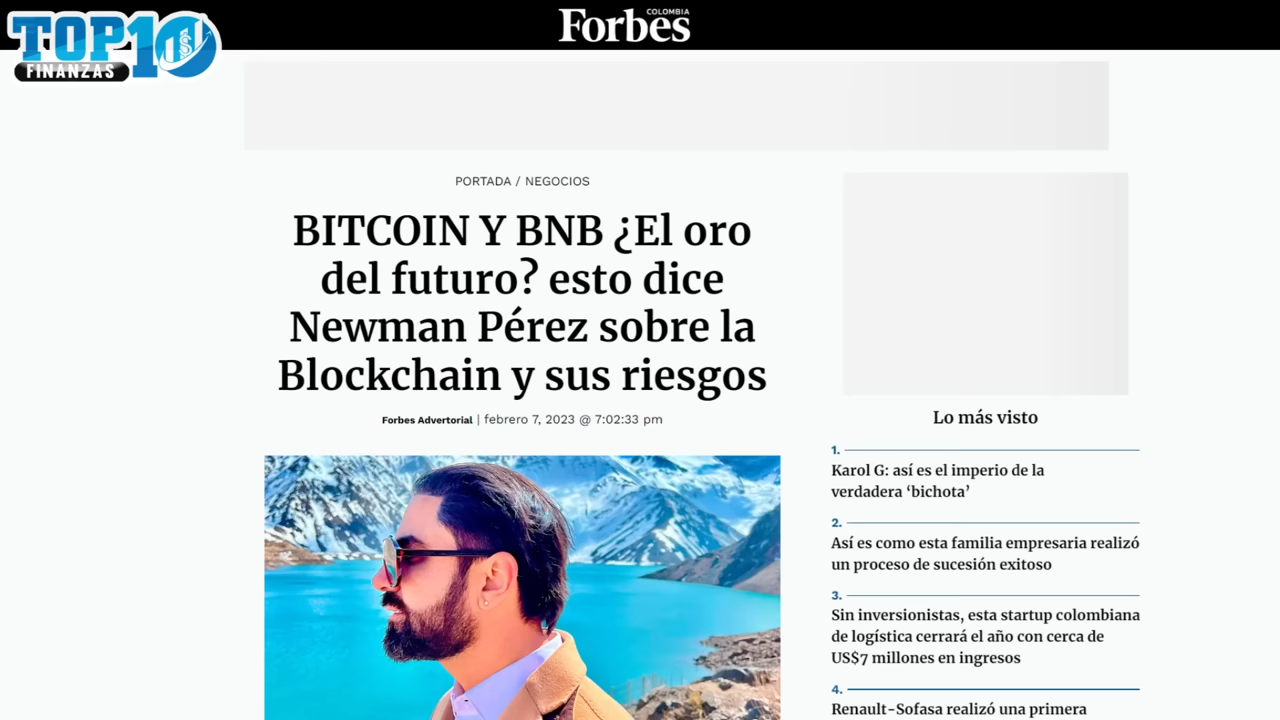 TOP10
FINANZAS
COLOMBIA
Forbes
PORTADA / NEGOCIOS
BITCOIN Y BNB ¿El oro
del futuro? esto dice
Newman Pérez sobre la
Blockchain y sus riesgos
Forbes Advertorial | febrero 7, 2023 @ 7:02:33 pm
Lo más visto
1.
Karol G: así es el imperio de la
verdadera ‘bichota’
2.
Así es como esta familia empresaria realizó
un proceso de sucesión exitoso
3.
Sin inversionistas, esta startup colombiana
de logística cerrará el año con cerca de
US$7 millones en ingresos
4.
Renault-Sofasa realizó una primera